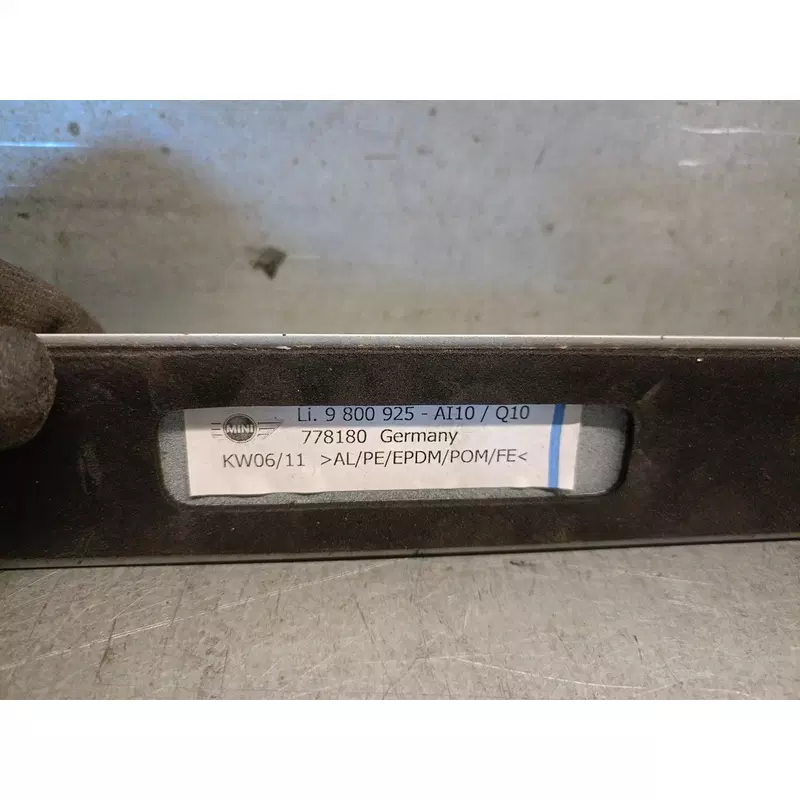 MINI
Li. 9 800 925 - AI10 / Q10
778180 Germany
KW06/11 >AL/PE/EPDM/POM/FE<